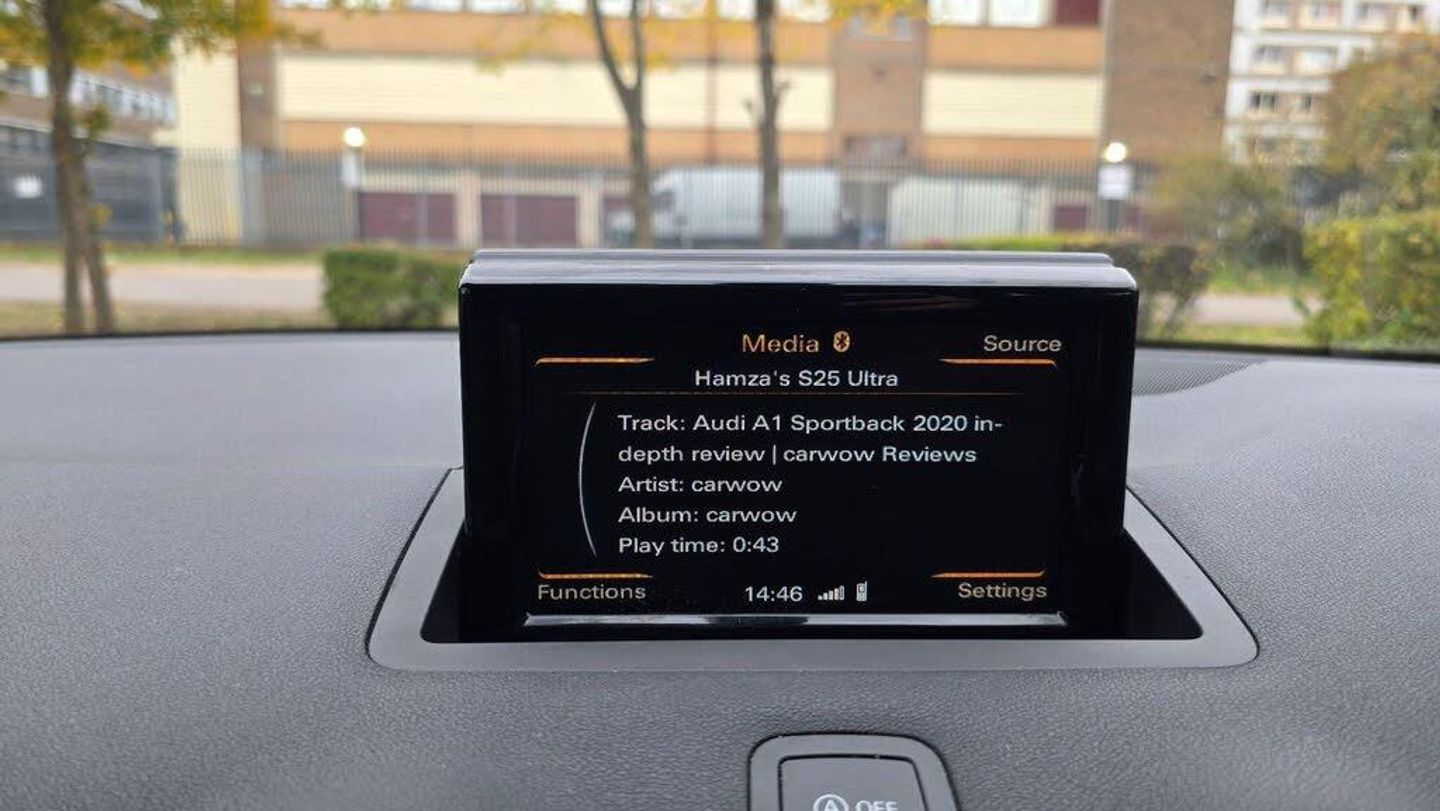 Media
Source
Hamza's S25 Ultra
Track: Audi A1 Sportback 2020 in-
depth review | carwow Reviews
Artist: carwow
Album: carwow
Play time: 0:43
Functions
14:46
Settings
A OFF